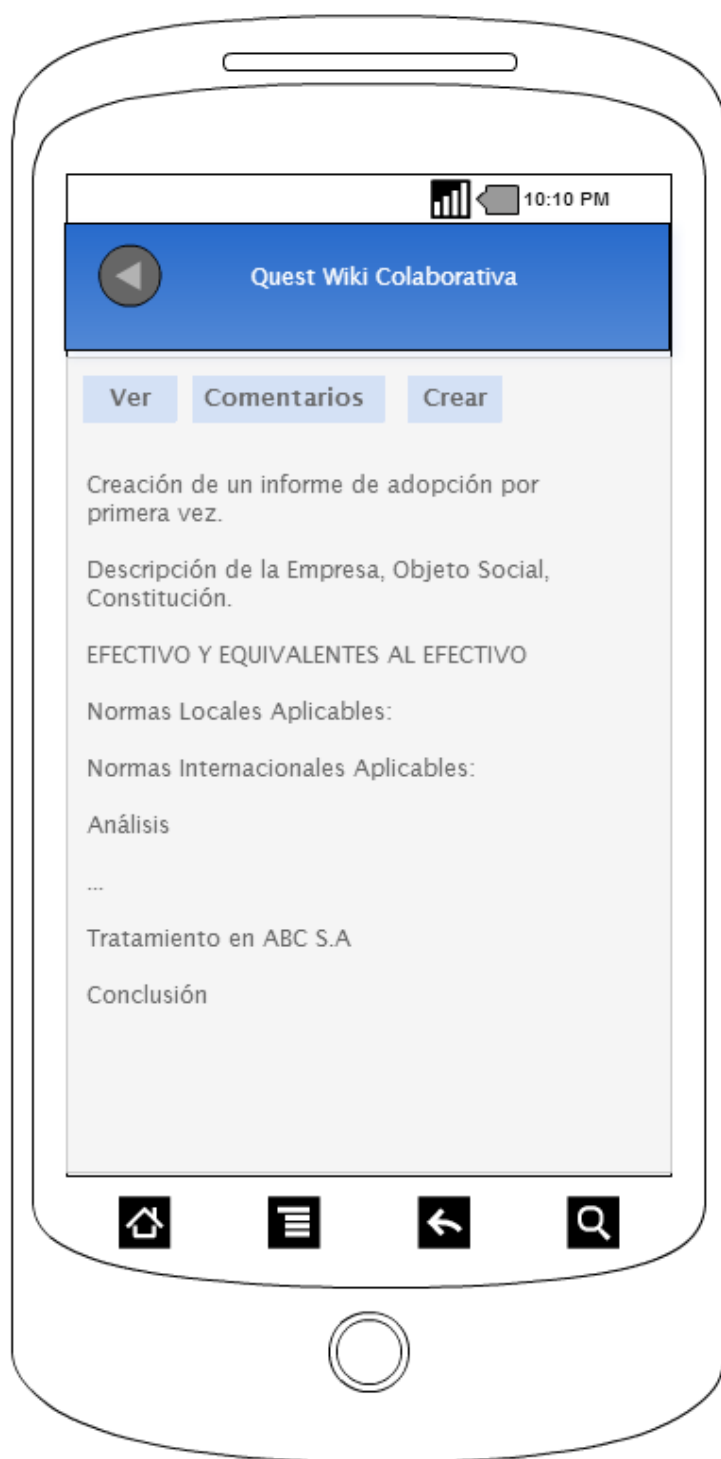 10:10 PM
Quest Wiki Colaborativa
Ver Comentarios Crear
Creación de un informe de adopción por
primera vez.
Descripción de la Empresa, Objeto Social,
Constitución.
EFECTIVO Y EQUIVALENTES AL EFECTIVO
Normas Locales Aplicables:
Normas Internacionales Aplicables:
Análisis
...
Tratamiento en ABC S.A
Conclusión